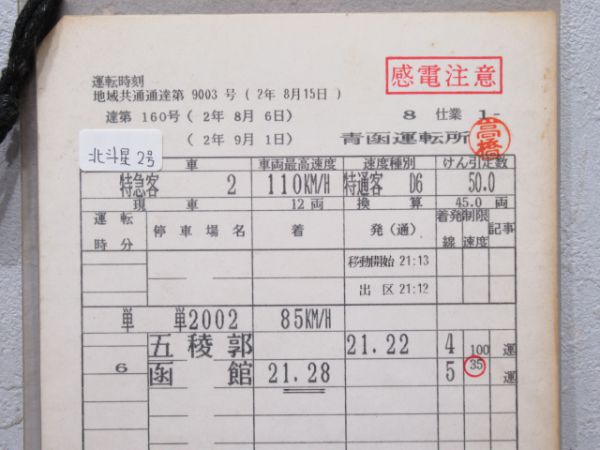 感電注意
運転時刻
地域共通通達第 9003 号 ( 2年 8月15日 )
達第 160号 ( 2年 8月 6日 ) 8 仕業 1-
( 2年 9月 1日 ) 青函運転所
高橋
北斗星 2号
車 車両最高速度 速度種別 けん引定数
特急客 2 110KM/H 特通客 D6 50.0
現 車 12 両 換 算 45.0 両
運転時分 停車場名 着 発(通) 着発線 制限速度 記事
移動開始 21:13
出 区 21:12
単 単2002 85KM/H
五稜郭 21.22 4 100 運
6 函館 21.28 5 35 運